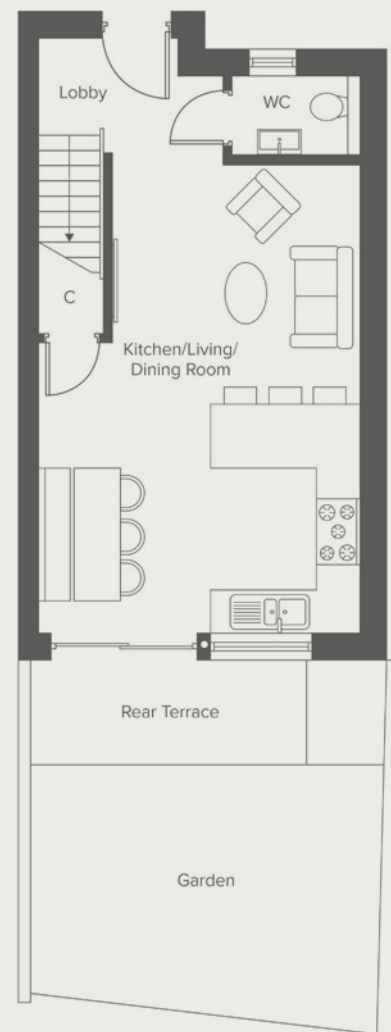 Lobby
WC
C
Kitchen/Living/
Dining Room
Rear Terrace
Garden